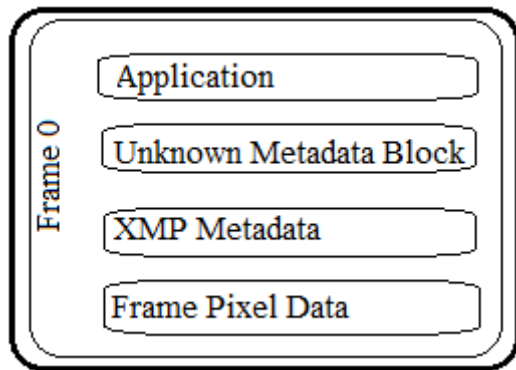 Frame 0
Application
Unknown Metadata Block
XMP Metadata
Frame Pixel Data